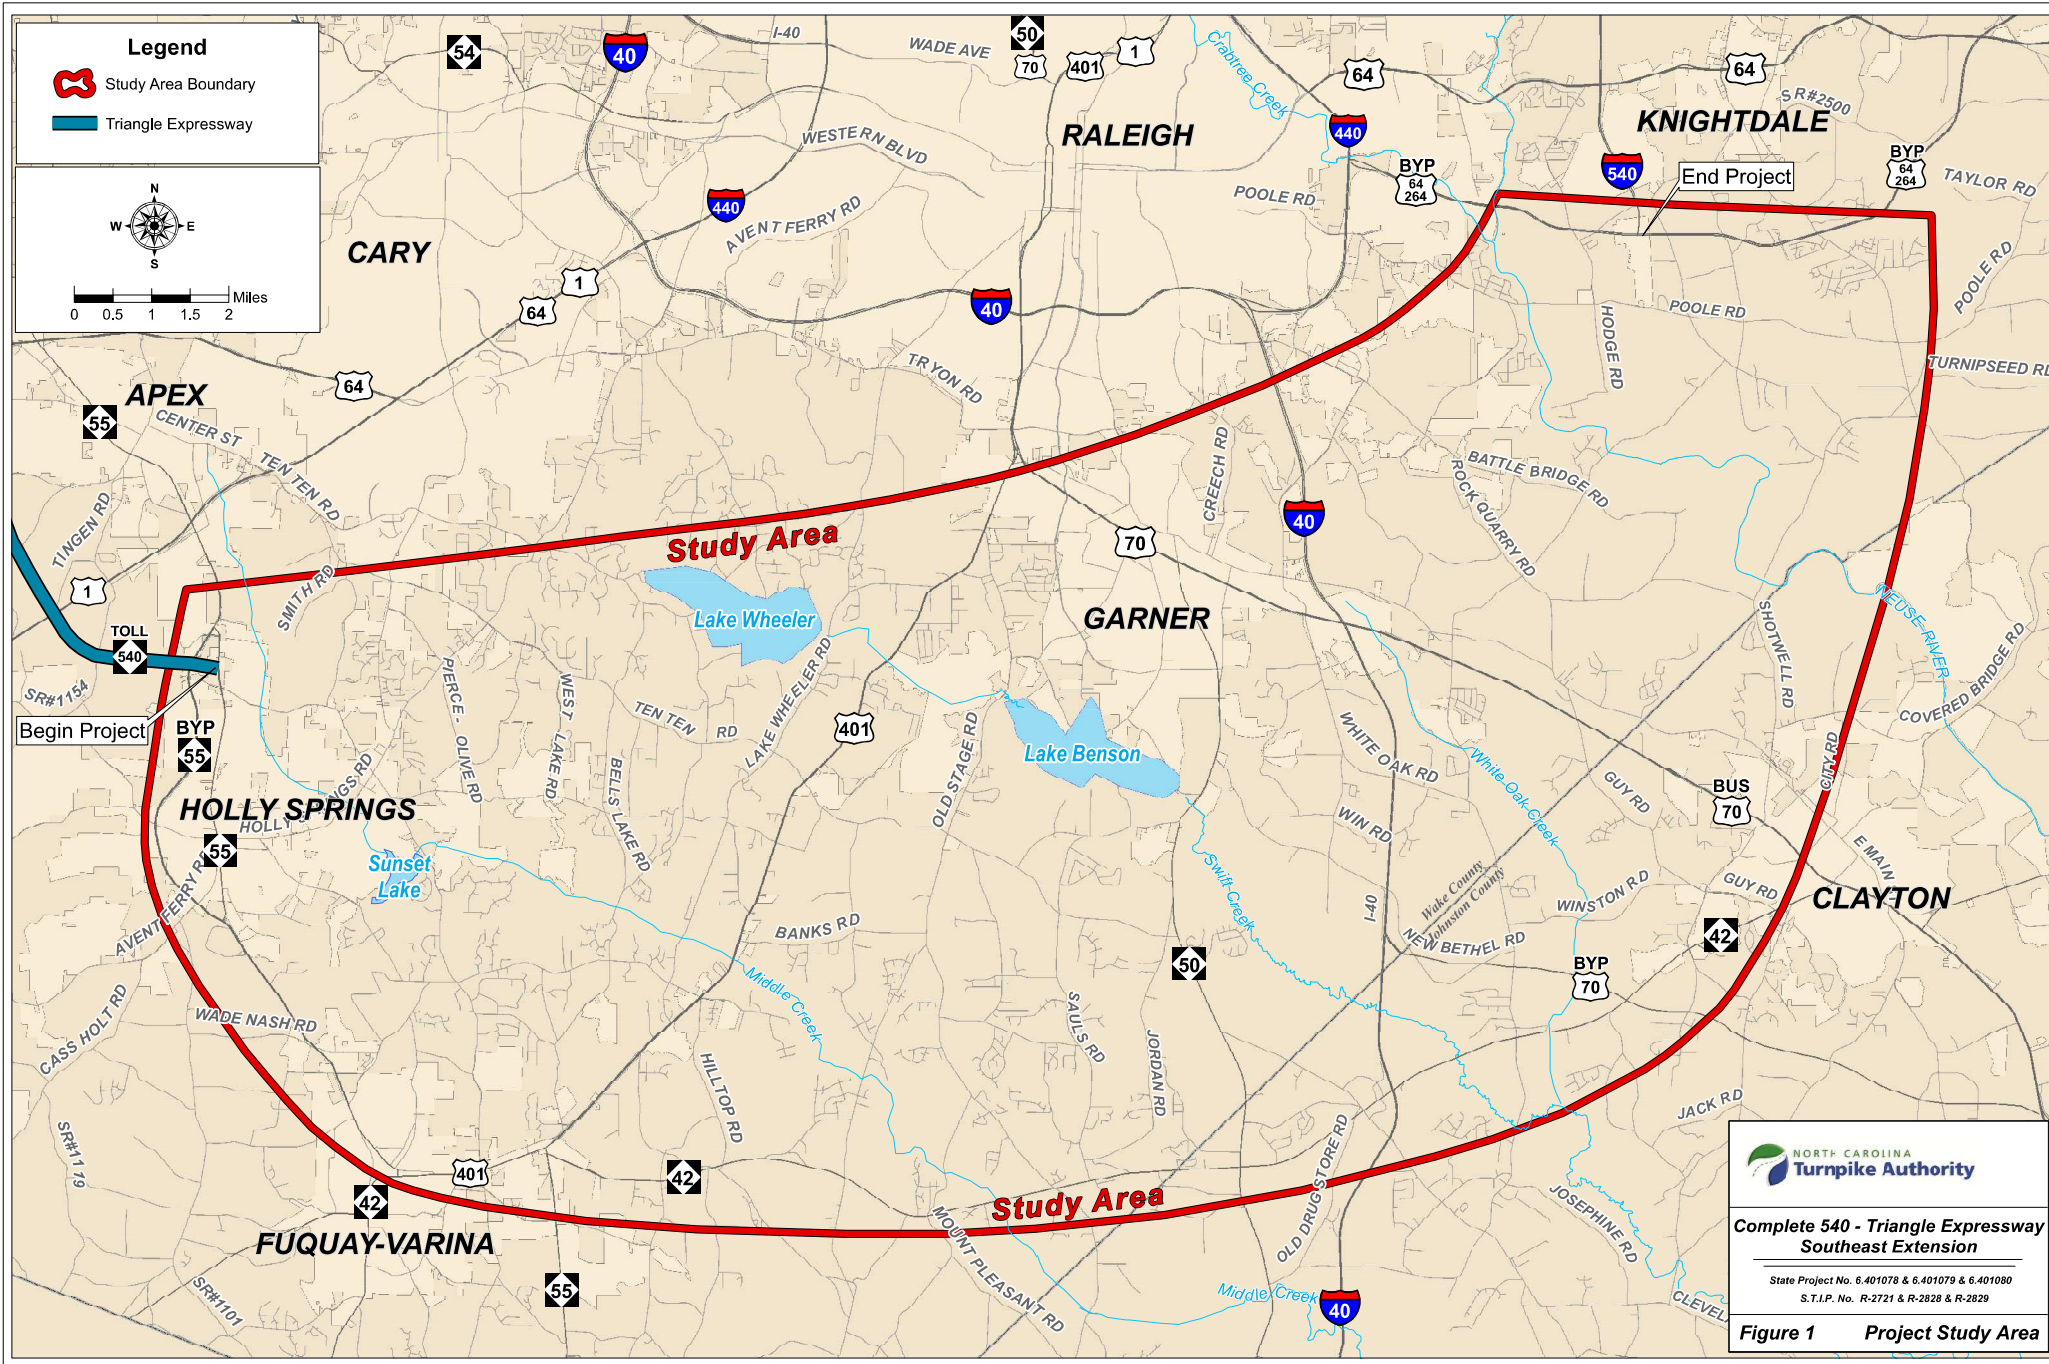 Legend
Study Area Boundary
Triangle Expressway
N
W
E
S
0 0.5 1 1.5 2 Miles
54
40
I-40
WADE AVE
50
70
401
1
Crabtree Creek
64
64
SR#2500
KNIGHTDALE
RALEIGH
WESTERN BLVD
440
440
BYP
64
264
540
End Project
BYP
64
264
TAYLOR RD
POOLE RD
AVENT FERRY RD
CARY
1
64
40
POOLE RD
POOLE RD
HODGE RD
TURNIPSEED RD
TRYON RD
64
APEX
55
CENTER ST
TEN TEN RD
TINGEN RD
CREECH RD
BATTLE BRIDGE RD
ROCK QUARRY RD
40
70
Study Area
1
SMITH RD
Lake Wheeler
GARNER
SHOTWELL RD
NEUSE RIVER
COVERED BRIDGE RD
TOLL
540
SR#1154
Begin Project
BYP
55
PIERCE-OLIVE RD
WEST LAKE RD
TEN TEN RD
LAKE WHEELER RD
401
OLD STAGE RD
Lake Benson
WHITE OAK RD
White Oak Creek
CITY RD
GUY RD
BUS
70
HOLLY SPRINGS
HOLLY SPRINGS RD
BELLS LAKE RD
WIN RD
E MAIN
55
Sunset
Lake
AVENT FERRY RD
Swift Creek
Wake County
Johnston County
I-40
WINSTON RD
GUY RD
CLAYTON
42
NEW BETHEL RD
BANKS RD
50
BYP
70
Middle Creek
CASS HOLT RD
WADE NASH RD
SAULS RD
JORDAN RD
HILLTOP RD
JACK RD
SR#1179
401
42
42
Study Area
OLD DRUG STORE RD
JOSEPHINE RD
FUQUAY-VARINA
MOUNT PLEASANT RD
SR#1101
55
Middle Creek
40
CLEVEL
NORTH CAROLINA
Turnpike Authority
Complete 540 - Triangle Expressway
Southeast Extension
State Project No. 6.401078 & 6.401079 & 6.401080
S.T.I.P. No. R-2721 & R-2828 & R-2829
Figure 1 Project Study Area